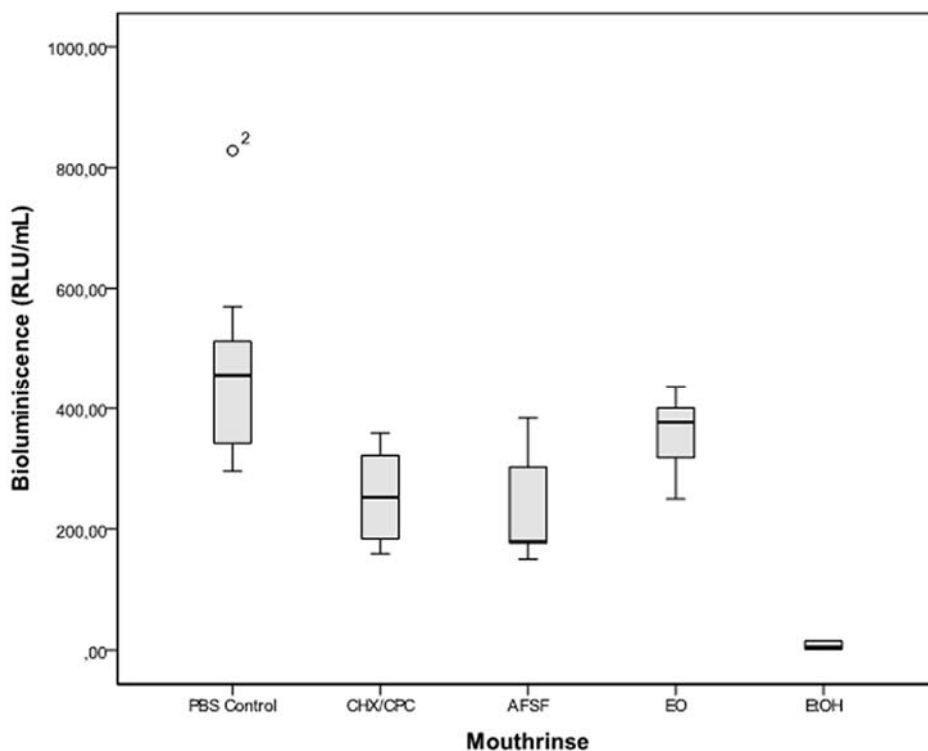 1000,00
800,00
600,00
400,00
200,00
,00
Bioluminiscence (RLU/mL)
2
PBS Control CHX/CPC AFSF EO EtOH
Mouthrinse